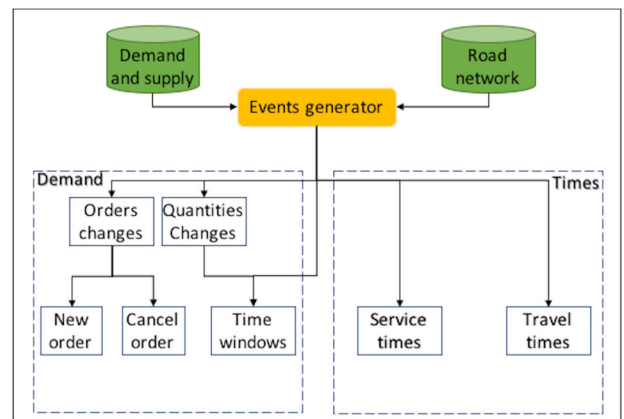 Demand
and supply
Road
network
Events generator
Demand
Times
Orders
changes
Quantities
Changes
New
order
Cancel
order
Time
windows
Service
times
Travel
times